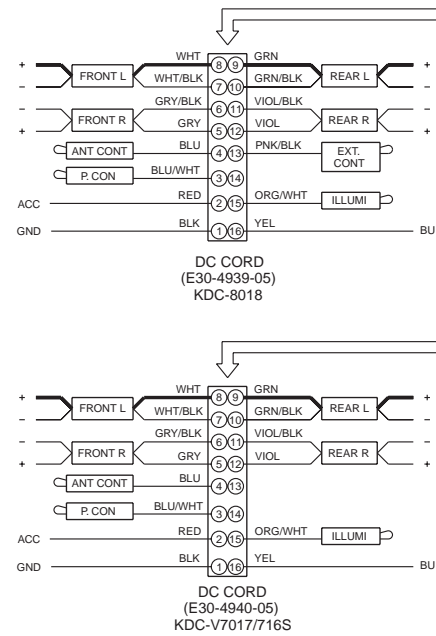 WHT 8 9 GRN
+ FRONT L REAR L +
− WHT/BLK 7 10 GRN/BLK −
GRY/BLK 6 11 VIOL/BLK
− FRONT R REAR R −
+ GRY 5 12 VIOL +
ANT CONT BLU 4 13 PNK/BLK EXT. CONT
P. CON BLU/WHT 3 14
ACC RED 2 15 ORG/WHT ILLUMI
GND BLK 1 16 YEL BU
DC CORD
(E30-4939-05)
KDC-8018
WHT 8 9 GRN
+ FRONT L REAR L +
− WHT/BLK 7 10 GRN/BLK −
GRY/BLK 6 11 VIOL/BLK
− FRONT R REAR R −
+ GRY 5 12 VIOL +
ANT CONT BLU 4 13
P. CON BLU/WHT 3 14
ACC RED 2 15 ORG/WHT ILLUMI
GND BLK 1 16 YEL BU
DC CORD
(E30-4940-05)
KDC-V7017/716S